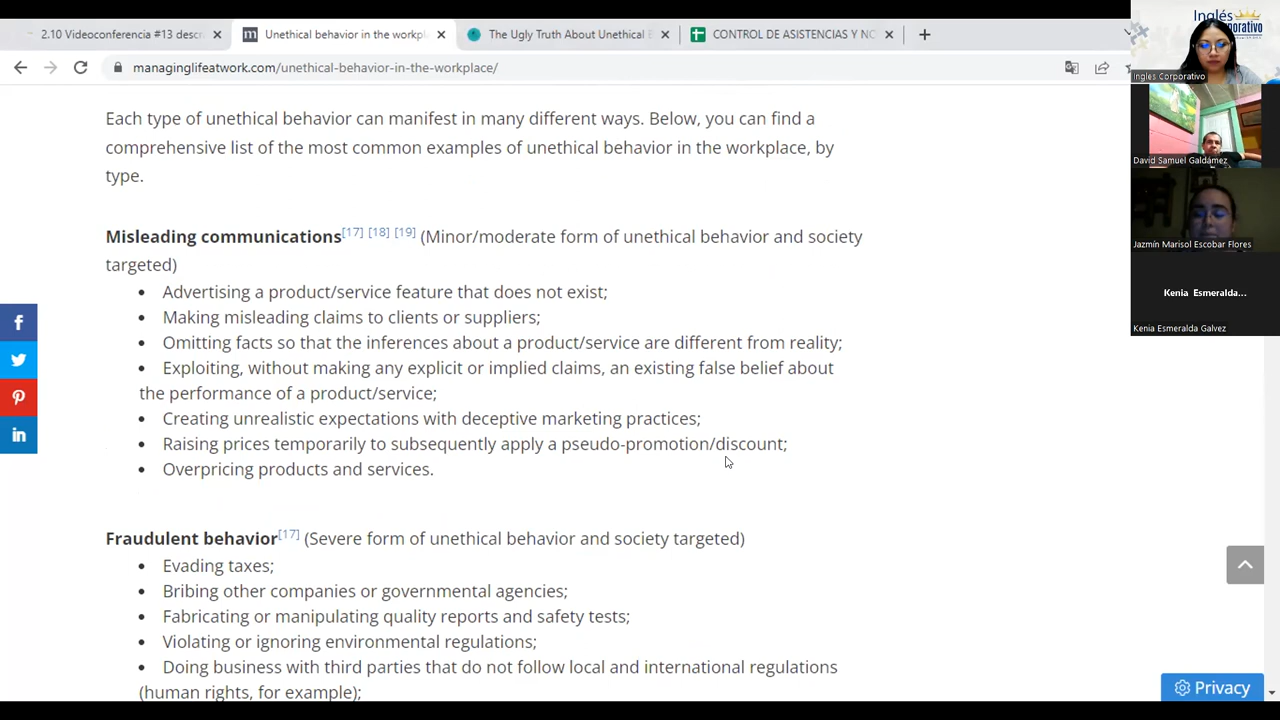 2.10 Videoconferencia #13 descr
Unethical behavior in the workpl
The Ugly Truth About Unethical B
CONTROL DE ASISTENCIAS Y NO
managinglifeatwork.com/unethical-behavior-in-the-workplace/
Each type of unethical behavior can manifest in many different ways. Below, you can find a
comprehensive list of the most common examples of unethical behavior in the workplace, by
type.
Misleading communications[17] [18] [19] (Minor/moderate form of unethical behavior and society
targeted)
• Advertising a product/service feature that does not exist;
• Making misleading claims to clients or suppliers;
• Omitting facts so that the inferences about a product/service are different from reality;
• Exploiting, without making any explicit or implied claims, an existing false belief about
the performance of a product/service;
• Creating unrealistic expectations with deceptive marketing practices;
• Raising prices temporarily to subsequently apply a pseudo-promotion/discount;
• Overpricing products and services.
Fraudulent behavior[17] (Severe form of unethical behavior and society targeted)
• Evading taxes;
• Bribing other companies or governmental agencies;
• Fabricating or manipulating quality reports and safety tests;
• Violating or ignoring environmental regulations;
• Doing business with third parties that do not follow local and international regulations
(human rights, for example);
Privacy
Inglés
Ingles Corporativo
David Samuel Galdámez
Jazmín Marisol Escobar Flores
Kenia Esmeralda...
Kenia Esmeralda Galvez